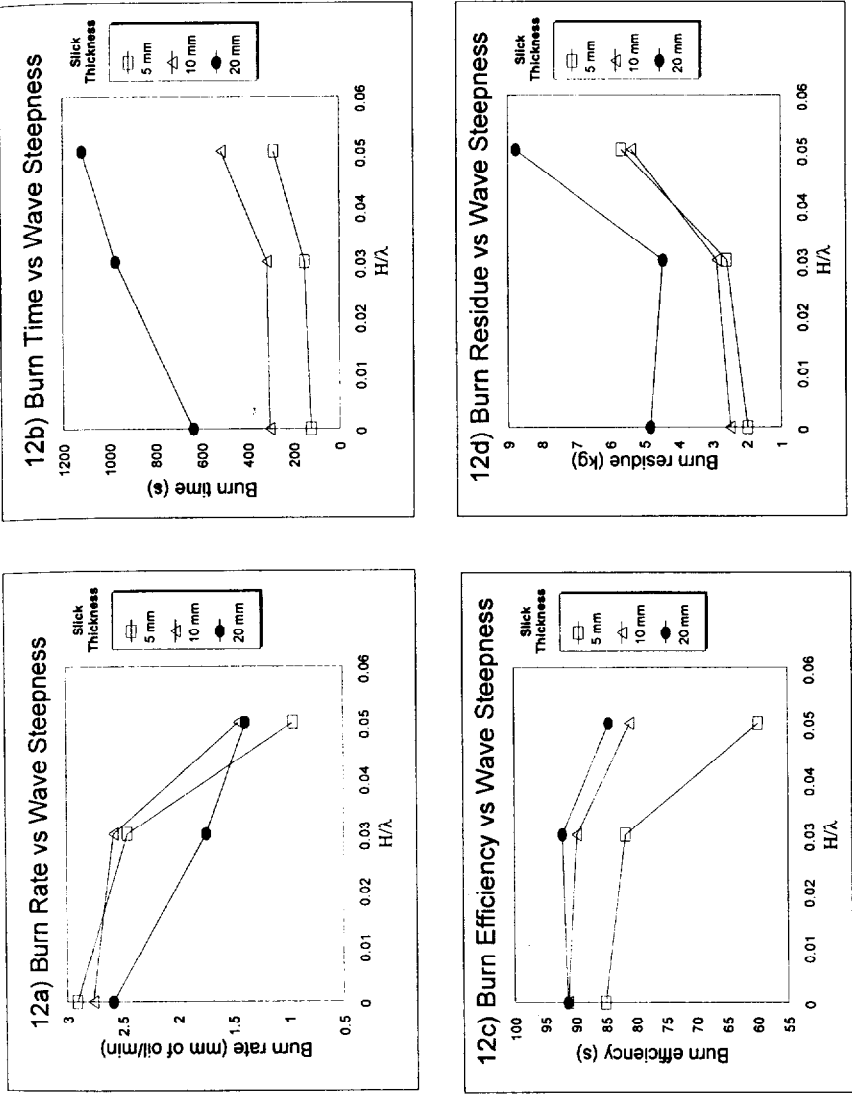 12a) Burn Rate vs Wave Steepness
Burn rate (mm of oil/min)
3
2.5
2
1.5
1
0.5
0
0.01
0.02
0.03
0.04
0.05
0.06
H/λ
Slick
Thickness
5 mm
10 mm
20 mm
12b) Burn Time vs Wave Steepness
Burn time (s)
1200
1000
800
600
400
200
0
0
0.01
0.02
0.03
0.04
0.05
0.06
H/λ
Slick
Thickness
5 mm
10 mm
20 mm
12c) Burn Efficiency vs Wave Steepness
Burn efficiency (s)
100
95
90
85
80
75
70
65
60
55
0
0.01
0.02
0.03
0.04
0.05
0.06
H/λ
Slick
Thickness
5 mm
10 mm
20 mm
12d) Burn Residue vs Wave Steepness
Burn residue (kg)
9
8
7
6
5
4
3
2
1
0
0.01
0.02
0.03
0.04
0.05
0.06
H/λ
Slick
Thickness
5 mm
10 mm
20 mm